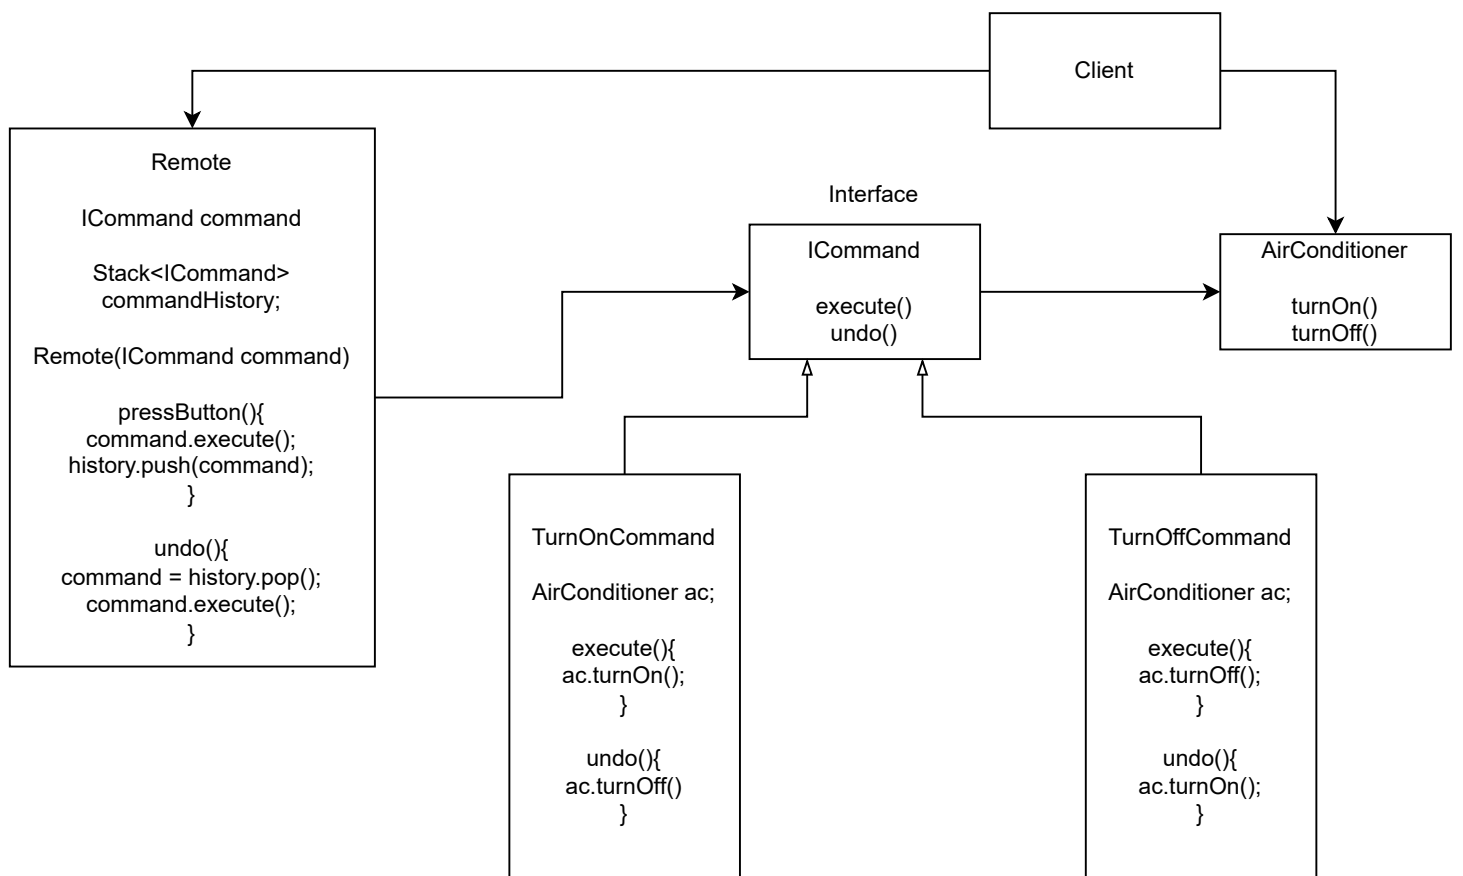 Client
Remote
ICommand command
Stack<ICommand>
commandHistory;
Remote(ICommand command)
pressButton(){
command.execute();
history.push(command);
}
undo(){
command = history.pop();
command.execute();
}
Interface
ICommand
execute()
undo()
AirConditioner
turnOn()
turnOff()
TurnOnCommand
AirConditioner ac;
execute(){
ac.turnOn();
}
undo(){
ac.turnOff()
}
TurnOffCommand
AirConditioner ac;
execute(){
ac.turnOff();
}
undo(){
ac.turnOn();
}